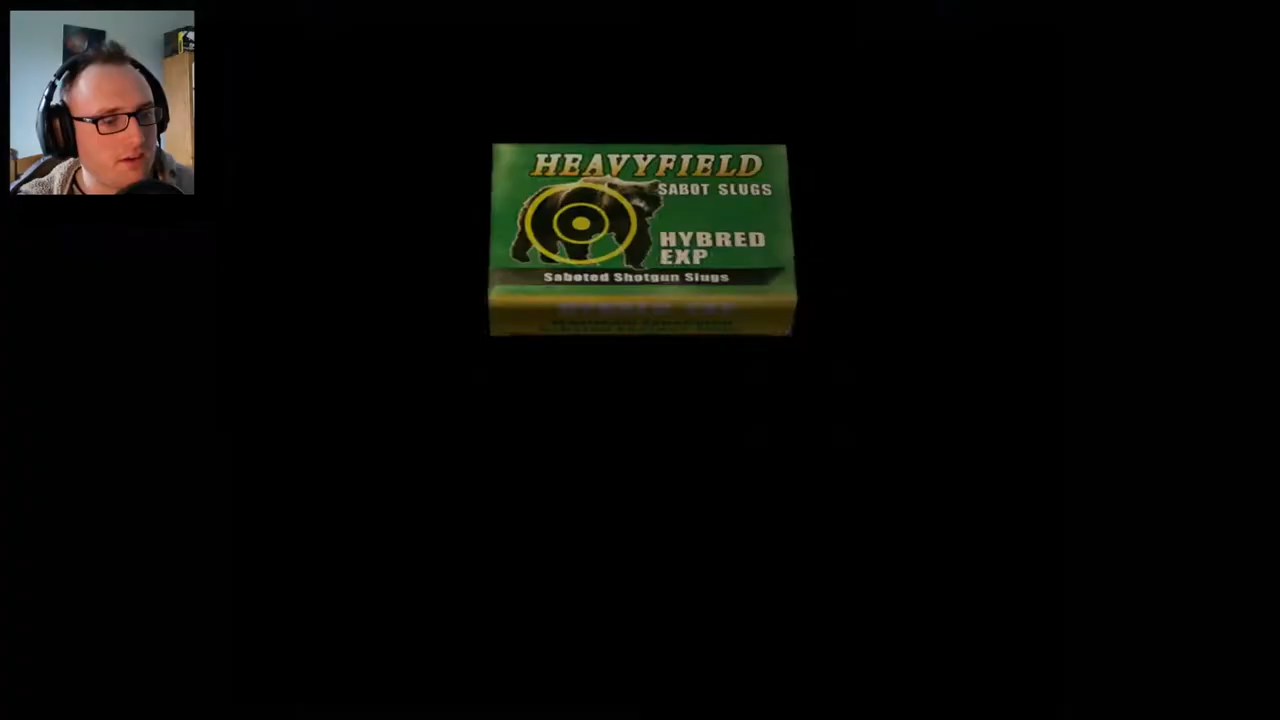 HEAVYFIELD
SABOT SLUGS
HYBRED
EXP
Saboted Shotgun Slugs